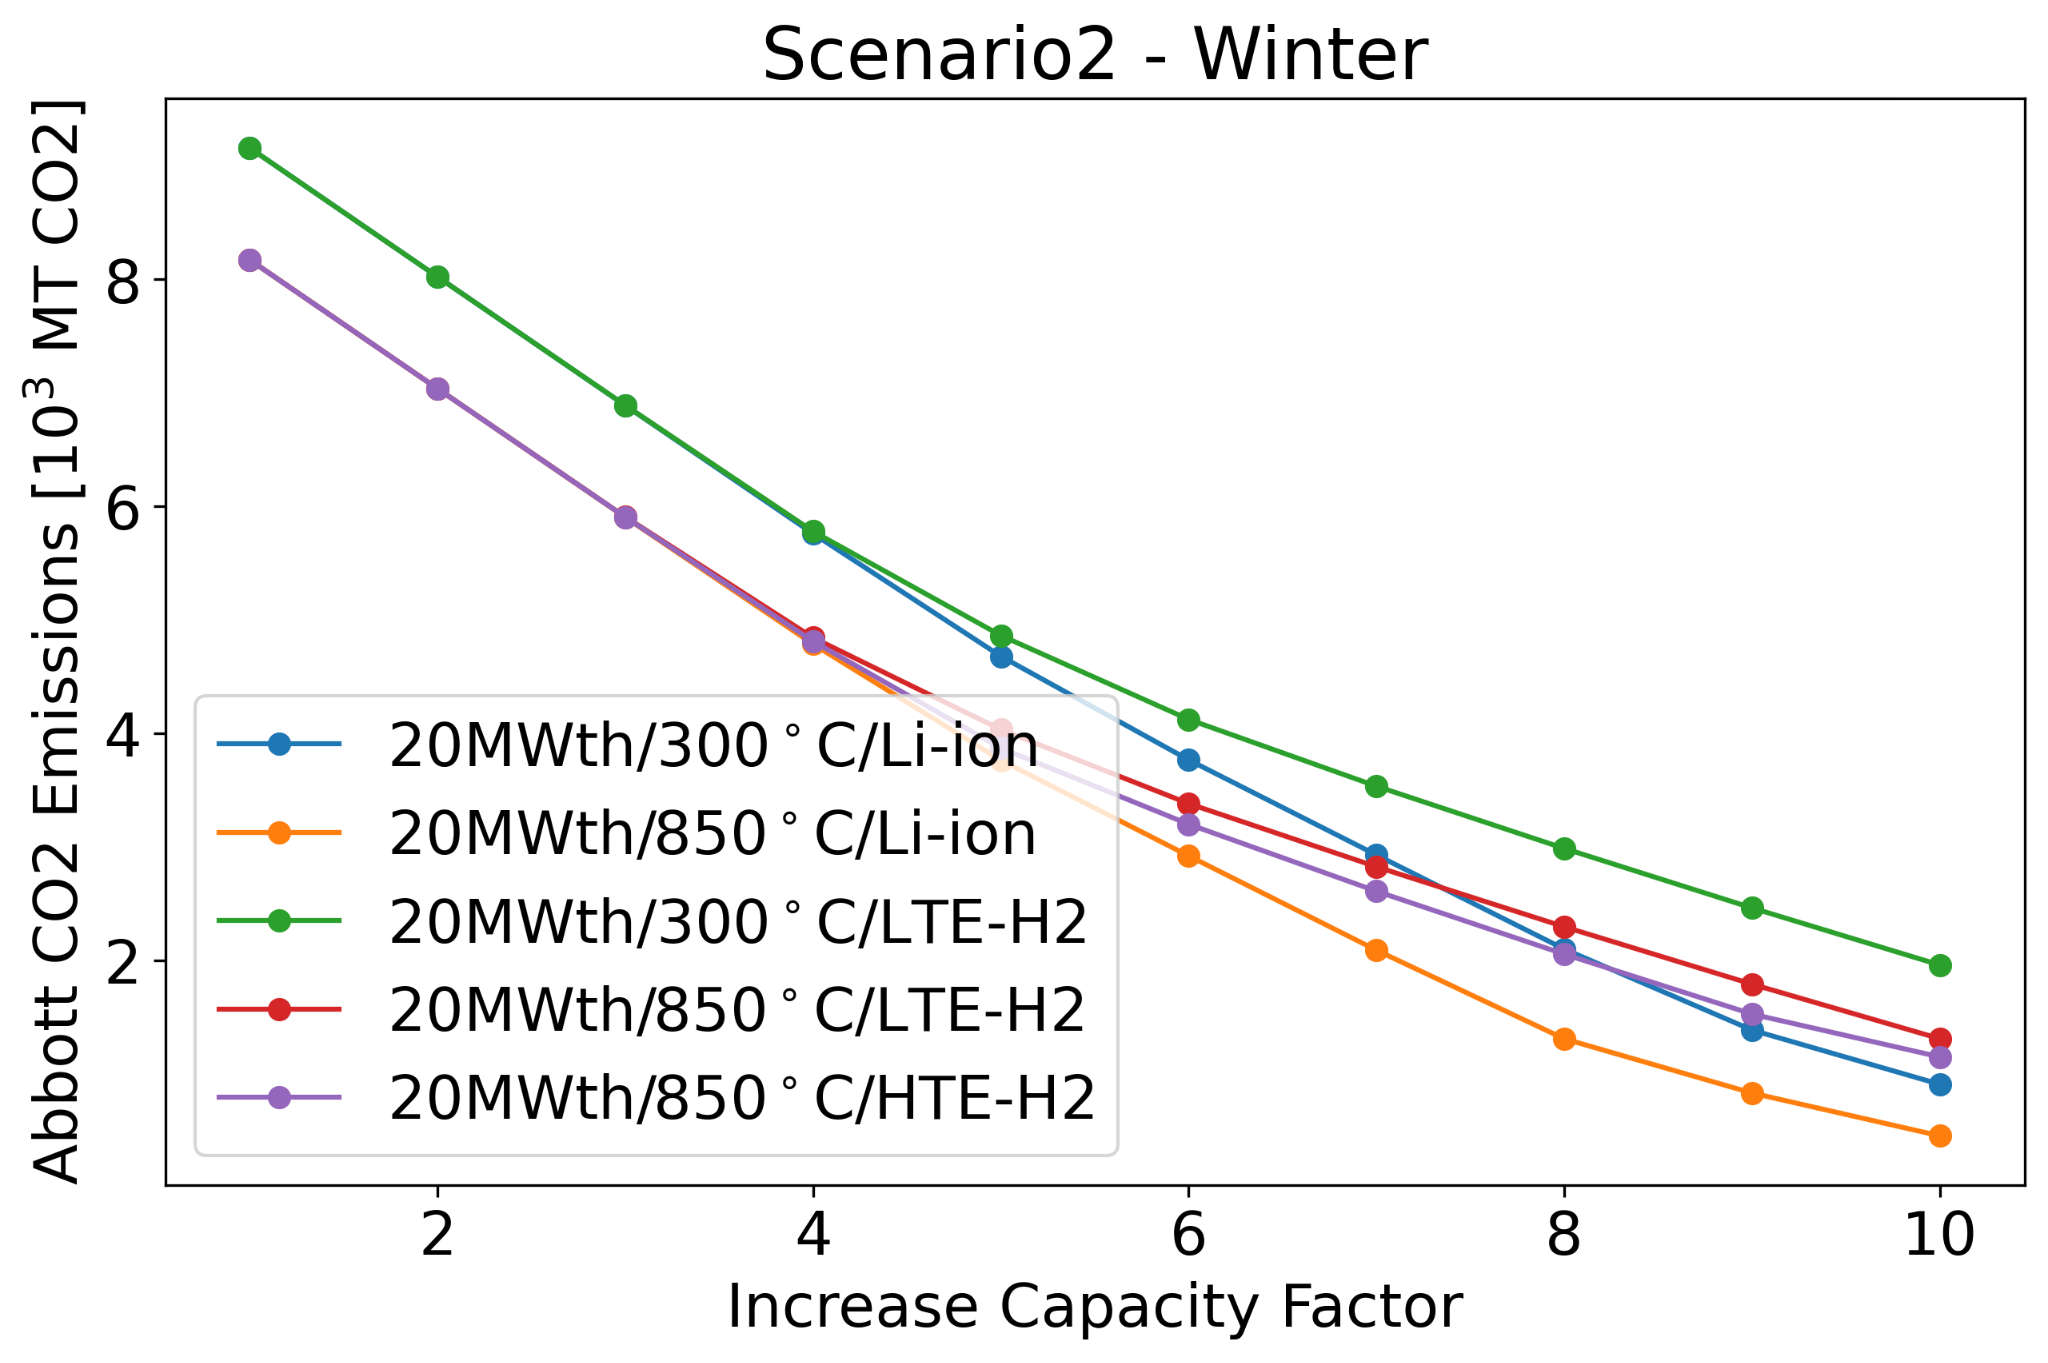 Scenario2 - Winter
Abbott CO2 Emissions [10³ MT CO2]
8
6
4
2
20MWth/300°C/Li-ion
20MWth/850°C/Li-ion
20MWth/300°C/LTE-H2
20MWth/850°C/LTE-H2
20MWth/850°C/HTE-H2
2 4 6 8 10
Increase Capacity Factor